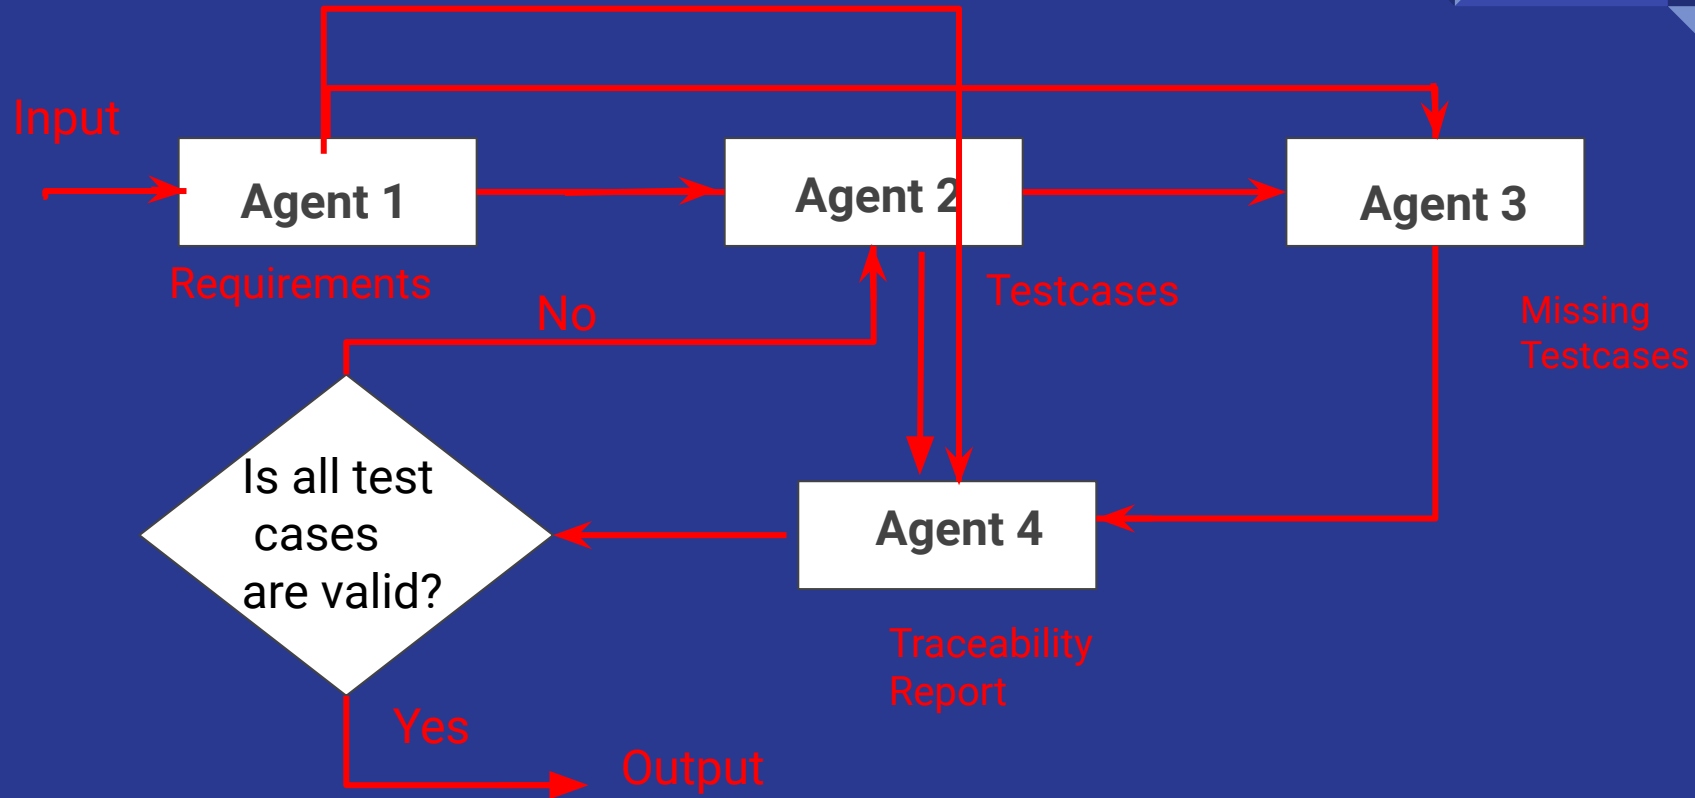 Input
Agent 1
Agent 2
Agent 3
Requirements
Testcases
Missing
Testcases
No
Is all test
cases
are valid?
Agent 4
Traceability
Report
Yes
Output